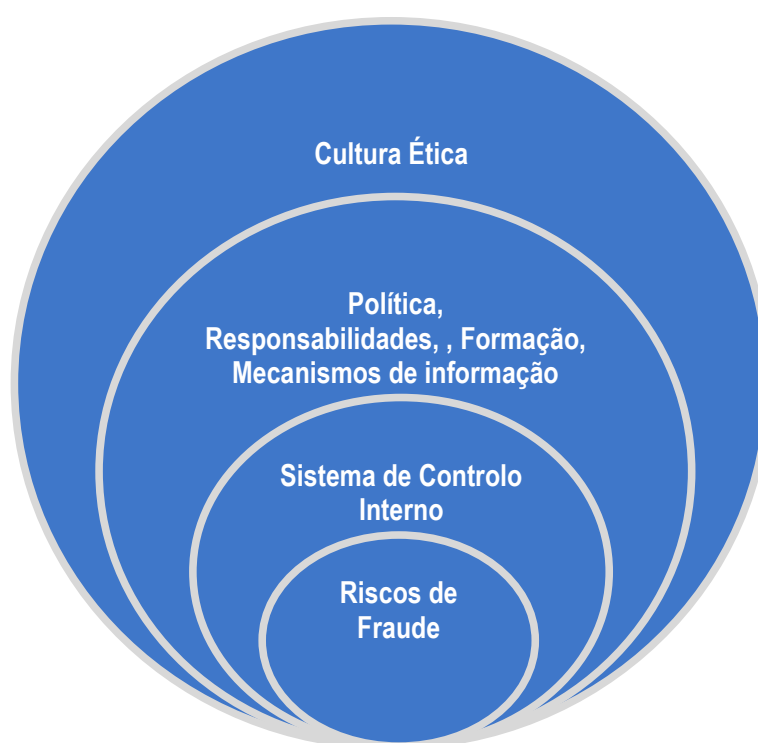 Cultura Ética
Política,
Responsabilidades, , Formação,
Mecanismos de informação
Sistema de Controlo
Interno
Riscos de
Fraude